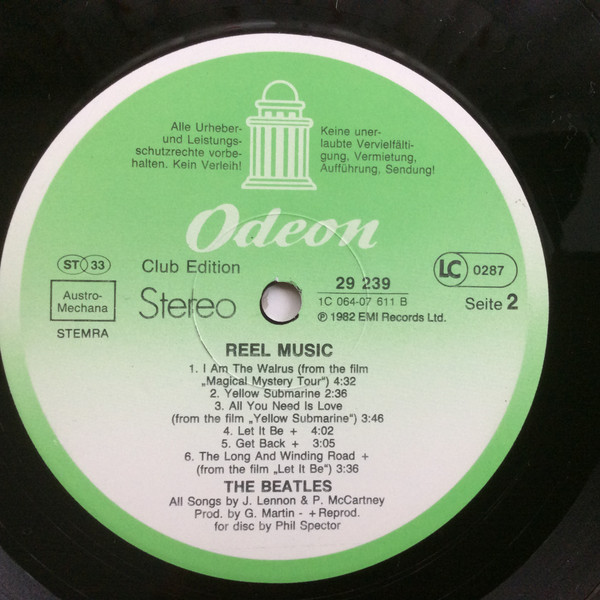 Alle Urheber-
und Leistungs-
schutzrechte vorbe-
halten. Kein Verleih!
Keine uner-
laubte Vervielfälti-
gung, Vermietung,
Aufführung, Sendung!
Odeon
ST 33
Club Edition
29 239
LC 0287
Austro-
Mechana
Stereo
1C 064-07 611 B
℗ 1982 EMI Records Ltd.
Seite 2
STEMRA
REEL MUSIC
1. I Am The Walrus (from the film
„Magical Mystery Tour") 4:32
2. Yellow Submarine 2:36
3. All You Need Is Love
(from the film „Yellow Submarine") 3:46
4. Let It Be + 4:02
5. Get Back + 3:05
6. The Long And Winding Road +
(from the film „Let It Be") 3:36
THE BEATLES
All Songs by J. Lennon & P. McCartney
Prod. by G. Martin - + Reprod.
for disc by Phil Spector